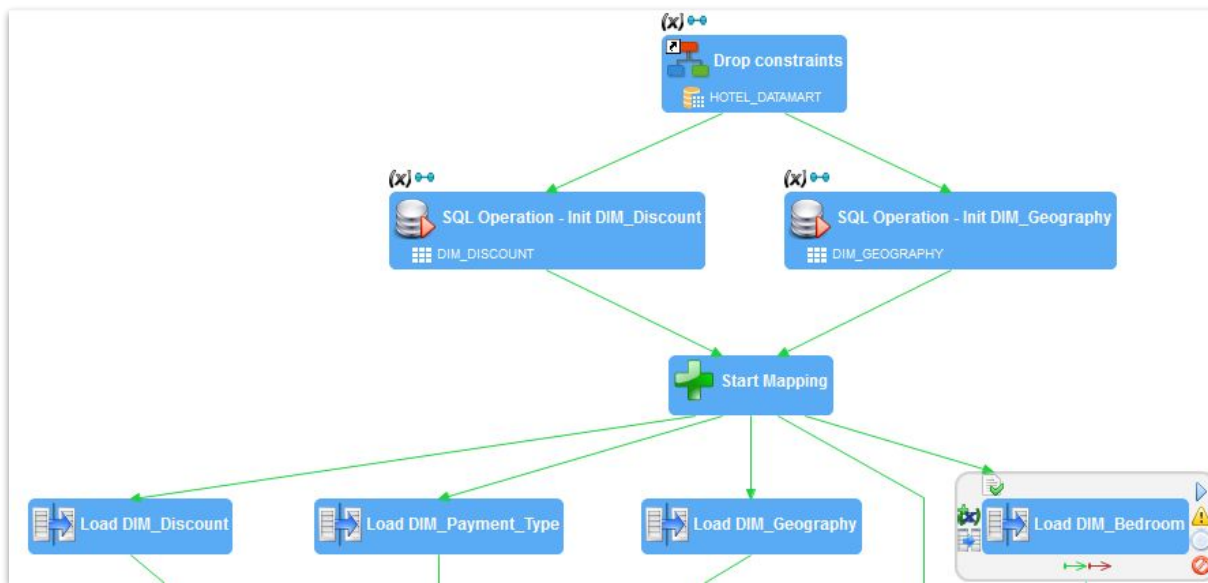 (x)
Drop constraints
HOTEL_DATAMART
(x)
SQL Operation - Init DIM_Discount
DIM_DISCOUNT
(x)
SQL Operation - Init DIM_Geography
DIM_GEOGRAPHY
Start Mapping
Load DIM_Discount
Load DIM_Payment_Type
Load DIM_Geography
(x)
Load DIM_Bedroom